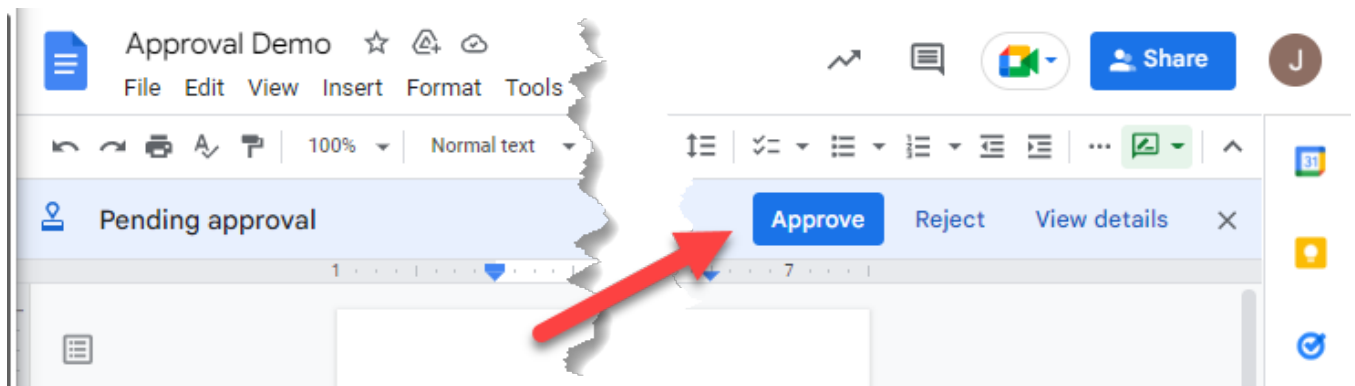 Approval Demo
File Edit View Insert Format Tools
Share
J
100% Normal text
31
Pending approval
Approve Reject View details
1 7